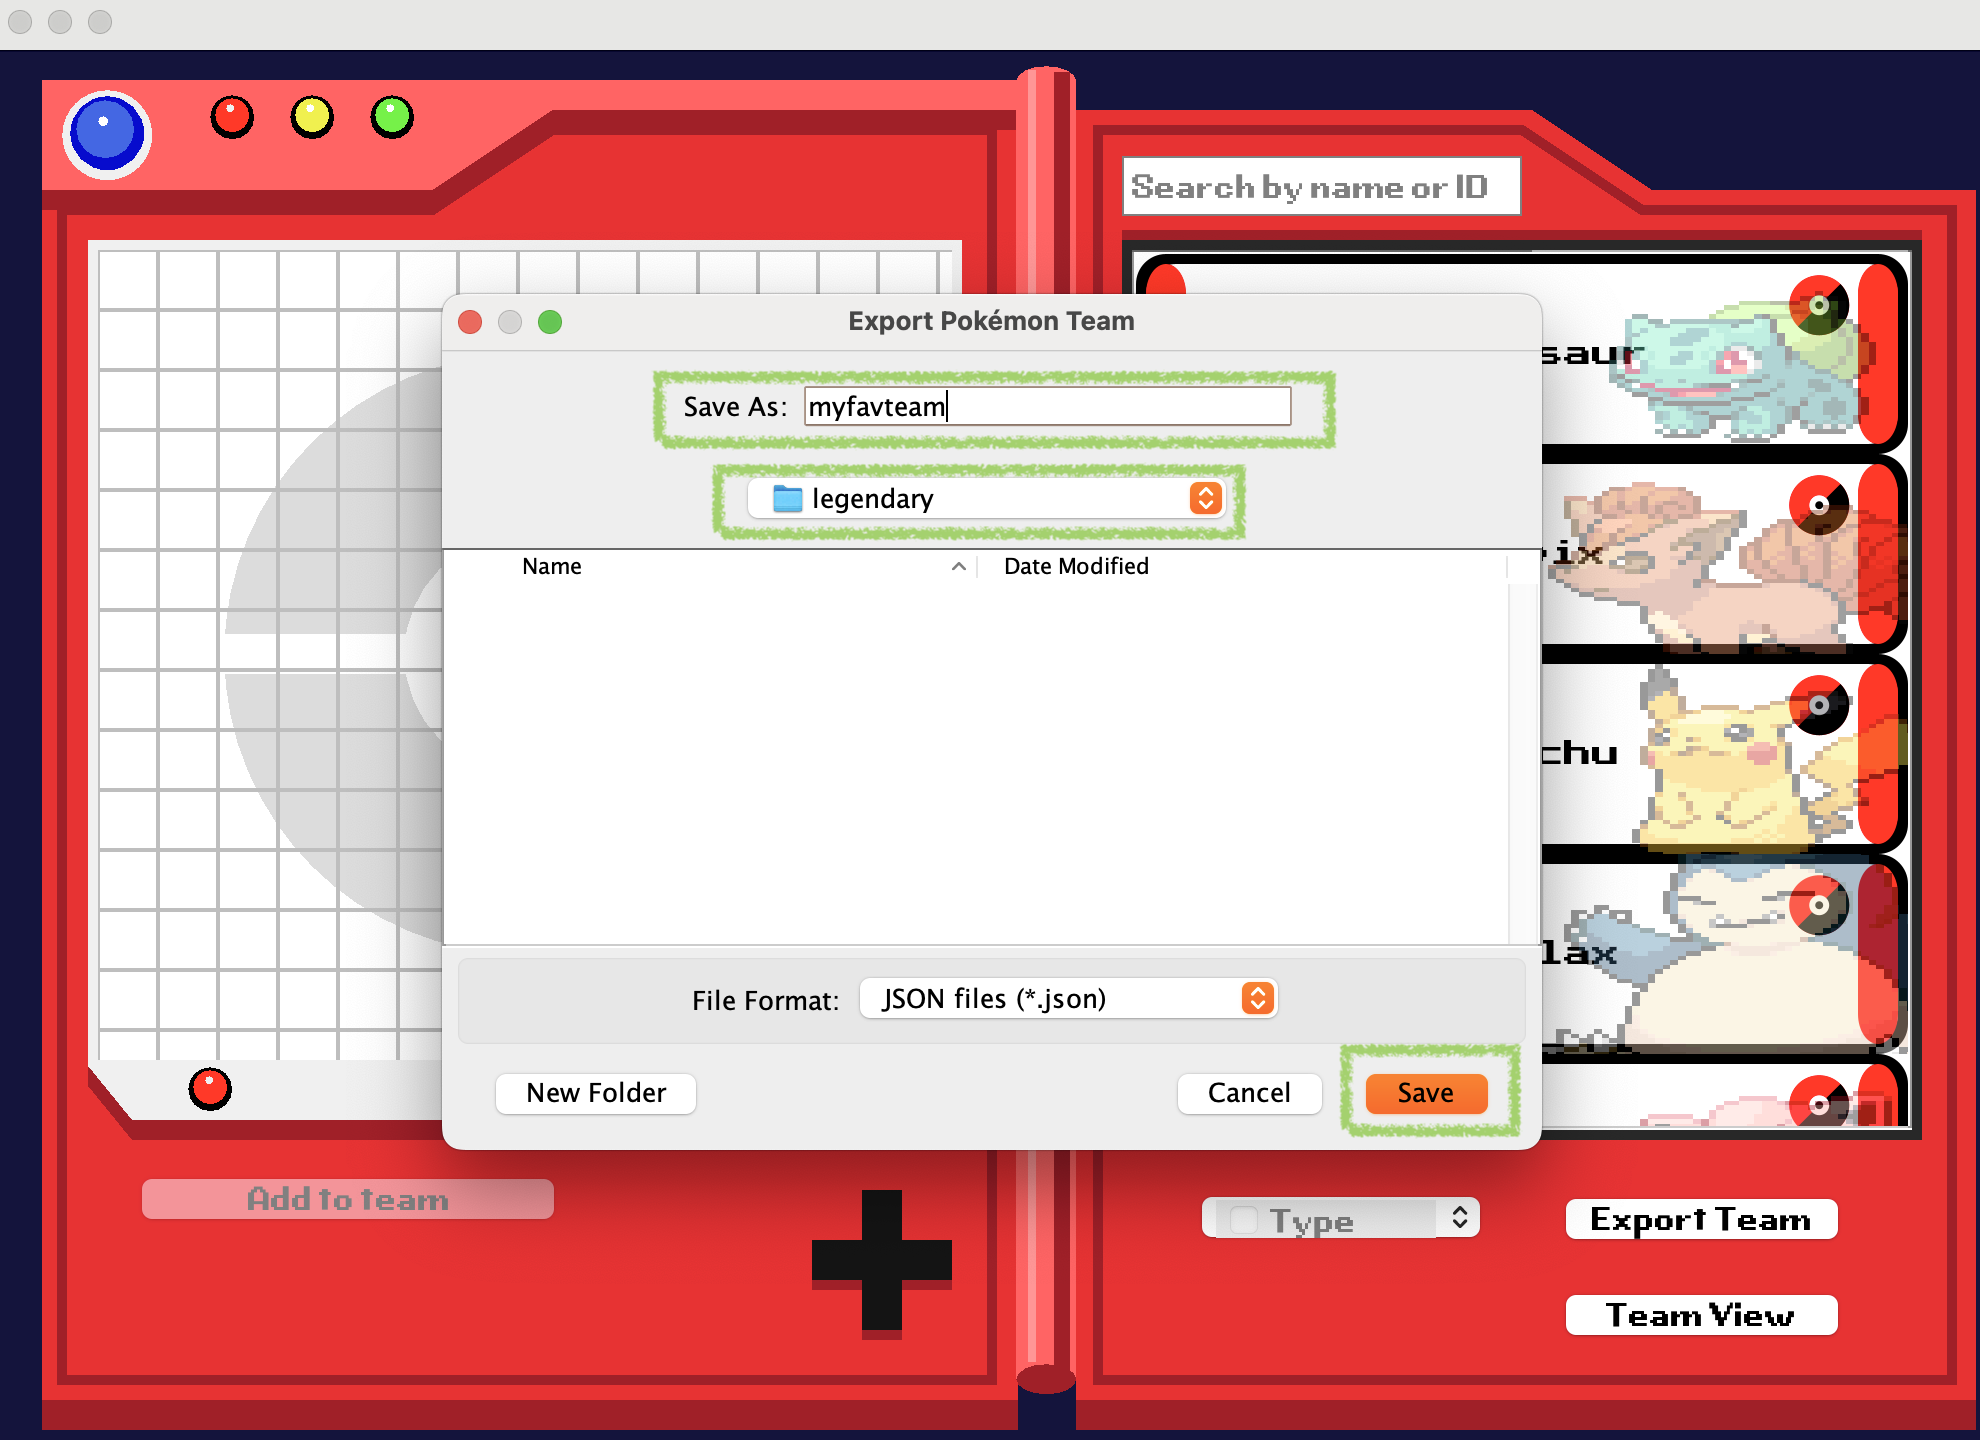 Search by name or ID
Export Pokémon Team
Save As: myfavteam
legendary
Name Date Modified
File Format: JSON files (*.json)
New Folder Cancel Save
saur
ix
chu
lax
Add to team
Type
Export Team
Team View